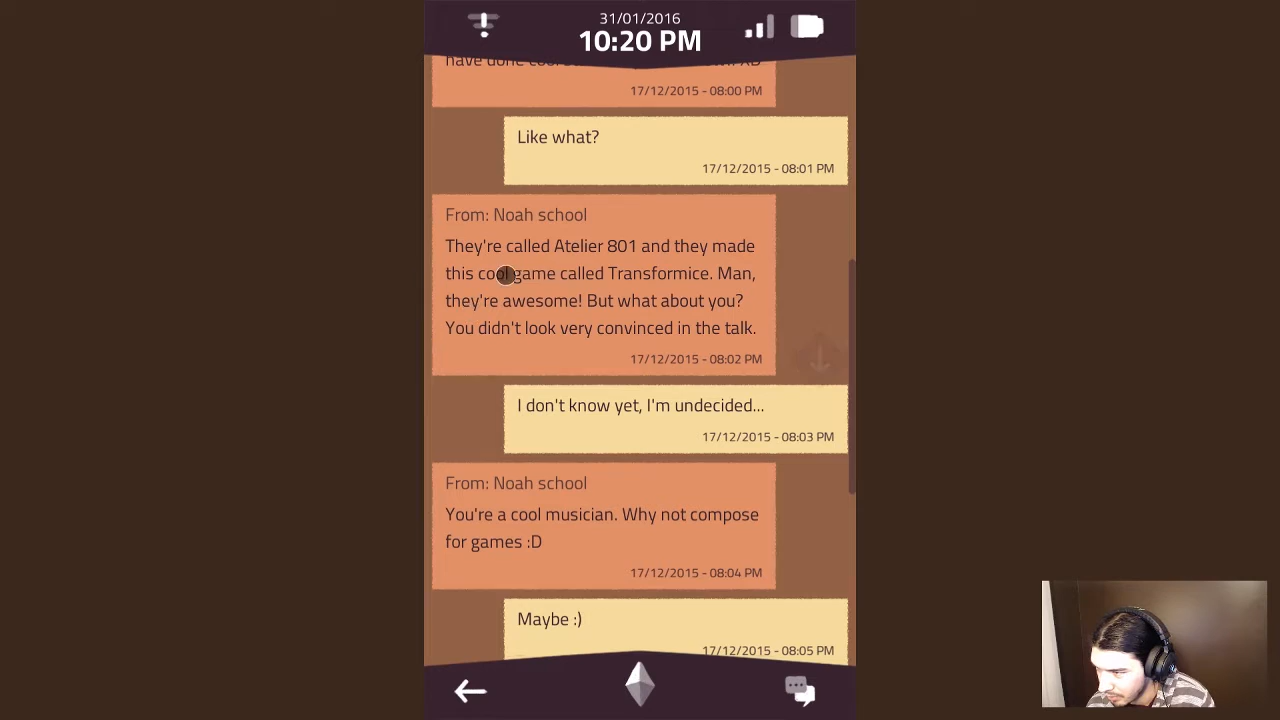 31/01/2016
10:20 PM
have done
17/12/2015 - 08:00 PM
Like what?
17/12/2015 - 08:01 PM
From: Noah school
They're called Atelier 801 and they made
this cool game called Transformice. Man,
they're awesome! But what about you?
You didn't look very convinced in the talk.
17/12/2015 - 08:02 PM
I don't know yet, I'm undecided...
17/12/2015 - 08:03 PM
From: Noah school
You're a cool musician. Why not compose
for games :D
17/12/2015 - 08:04 PM
Maybe :)
17/12/2015 - 08:05 PM